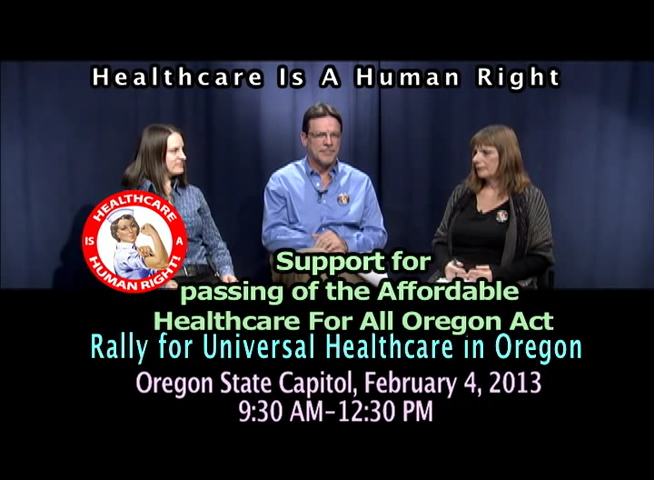 Healthcare Is A Human Right
HEALTHCARE
IS A
HUMAN RIGHT!
Support for
passing of the Affordable
Healthcare For All Oregon Act
Rally for Universal Healthcare in Oregon
Oregon State Capitol, February 4, 2013
9:30 AM-12:30 PM